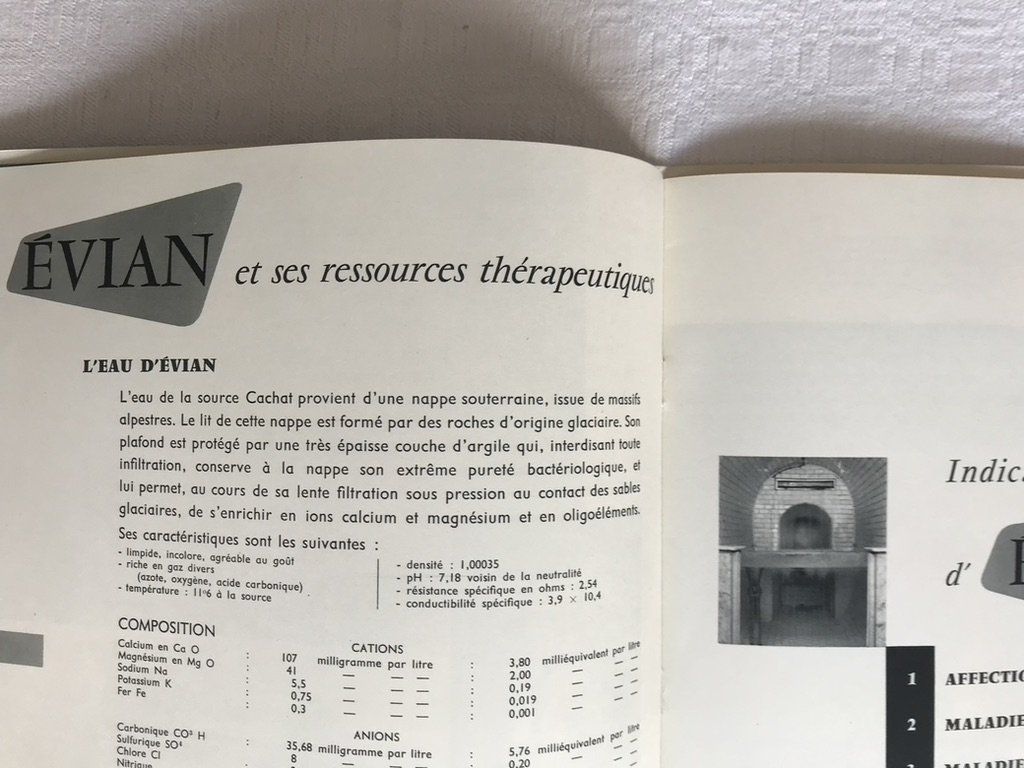 ÉVIAN et ses ressources thérapeutiques
L'EAU D'ÉVIAN
L'eau de la source Cachat provient d'une nappe souterraine, issue de massifs
alpestres. Le lit de cette nappe est formé par des roches d'origine glaciaire. Son
plafond est protégé par une très épaisse couche d'argile qui, interdisant toute
infiltration, conserve à la nappe son extrême pureté bactériologique, et
lui permet, au cours de sa lente filtration sous pression au contact des sables
glaciaires, de s'enrichir en ions calcium et magnésium et en oligoéléments.
Ses caractéristiques sont les suivantes :
- limpide, incolore, agréable au goût
- riche en gaz divers
(azote, oxygène, acide carbonique)
- température : 11º6 à la source
- densité : 1,00035
- pH : 7,18 voisin de la neutralité
- résistance spécifique en ohms : 2,54
- conductibilité spécifique : 3,9 × 10,4
COMPOSITION
CATIONS
Calcium en Ca O : 107 milligramme par litre : 3,80 milliéquivalent par litre
Magnésium en Mg O : 41 — — — : 2,00 — — —
Sodium Na : 5,5 — — — : 0,19 — — —
Potassium K : 0,75 — — — : 0,019 — — —
Fer Fe : 0,3 — — — : 0,001 — — —
ANIONS
Carbonique CO³ H : 35,68 milligramme par litre : 5,76 milliéquivalent par litre
Sulfurique SO⁴ : 8 — — — : 0,20 — — —
Chlore Cl
Nitrique
Indic
d'
1 AFFECTIO
2 MALADIE
3 MALADIE